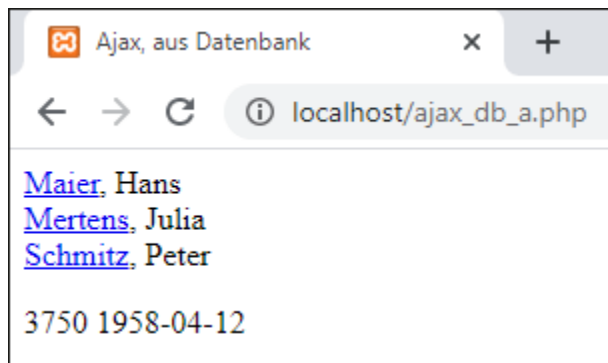 Ajax, aus Datenbank
localhost/ajax_db_a.php
Maier, Hans
Mertens, Julia
Schmitz, Peter
3750 1958-04-12